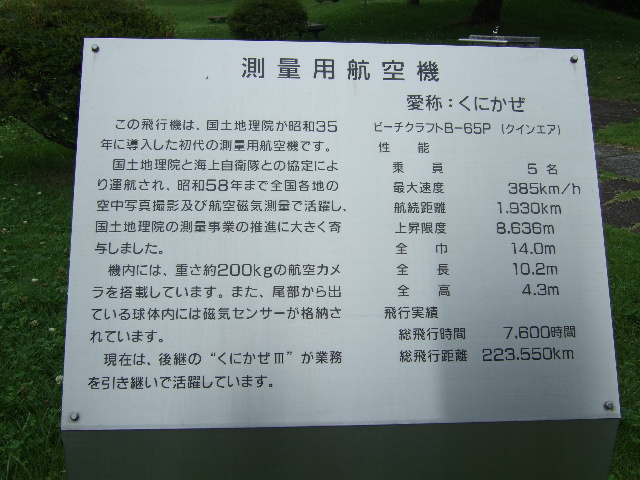 測量用航空機
この飛行機は、国土地理院が昭和35
年に導入した初代の測量用航空機です。
国土地理院と海上自衛隊との協定によ
り運航され、昭和58年まで全国各地の
空中写真撮影及び航空磁気測量で活躍し、
国土地理院の測量事業の推進に大きく寄
与しました。
機内には、重さ約200kgの航空カメ
ラを搭載しています。また、尾部から出
ている球体内には磁気センサーが格納さ
れています。
現在は、後継の“くにかぜⅢ”が業務
を引き継いで活躍しています。
愛称：くにかぜ
ビーチクラフトB-65P（クインエア）
性 能
乗 員 5名
最大速度 385km/h
航続距離 1,930km
上昇限度 8,636m
全 巾 14.0m
全 長 10.2m
全 高 4.3m
飛行実績
総飛行時間 7,600時間
総飛行距離 223,550km